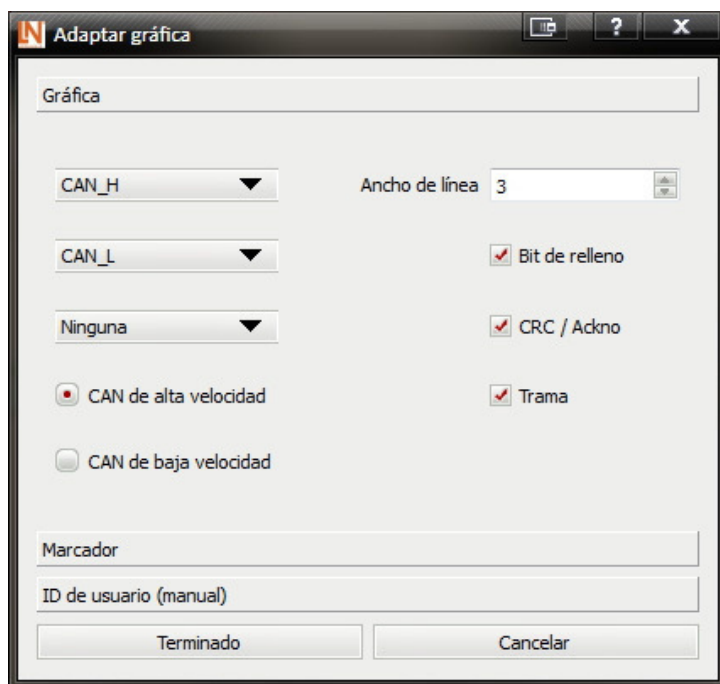 LN Adaptar gráfica ? X
Gráfica
CAN_H Ancho de línea 3
CAN_L Bit de relleno
Ninguna CRC / Ackno
CAN de alta velocidad Trama
CAN de baja velocidad
Marcador
ID de usuario (manual)
Terminado Cancelar